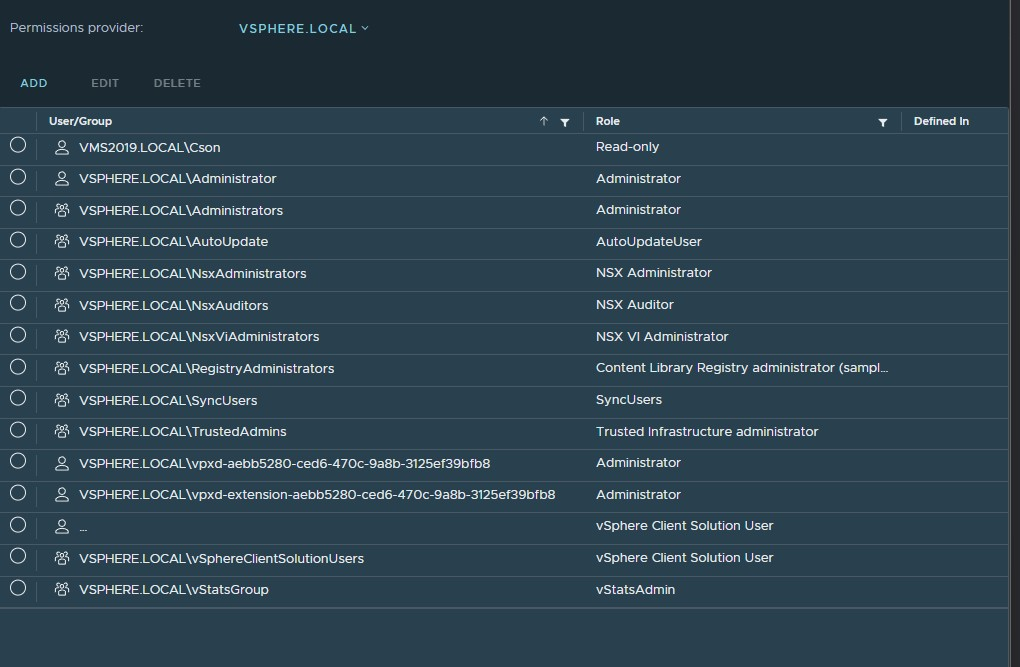 Permissions provider: VSPHERE.LOCAL
ADD EDIT DELETE
User/Group Role Defined In
VMS2019.LOCAL\Cson Read-only
VSPHERE.LOCAL\Administrator Administrator
VSPHERE.LOCAL\Administrators Administrator
VSPHERE.LOCAL\AutoUpdate AutoUpdateUser
VSPHERE.LOCAL\NsxAdministrators NSX Administrator
VSPHERE.LOCAL\NsxAuditors NSX Auditor
VSPHERE.LOCAL\NsxViAdministrators NSX VI Administrator
VSPHERE.LOCAL\RegistryAdministrators Content Library Registry administrator (sampl...
VSPHERE.LOCAL\SyncUsers SyncUsers
VSPHERE.LOCAL\TrustedAdmins Trusted Infrastructure administrator
VSPHERE.LOCAL\vpxd-aebb5280-ced6-470c-9a8b-3125ef39bfb8 Administrator
VSPHERE.LOCAL\vpxd-extension-aebb5280-ced6-470c-9a8b-3125ef39bfb8 Administrator
... vSphere Client Solution User
VSPHERE.LOCAL\vSphereClientSolutionUsers vSphere Client Solution User
VSPHERE.LOCAL\vStatsGroup vStatsAdmin